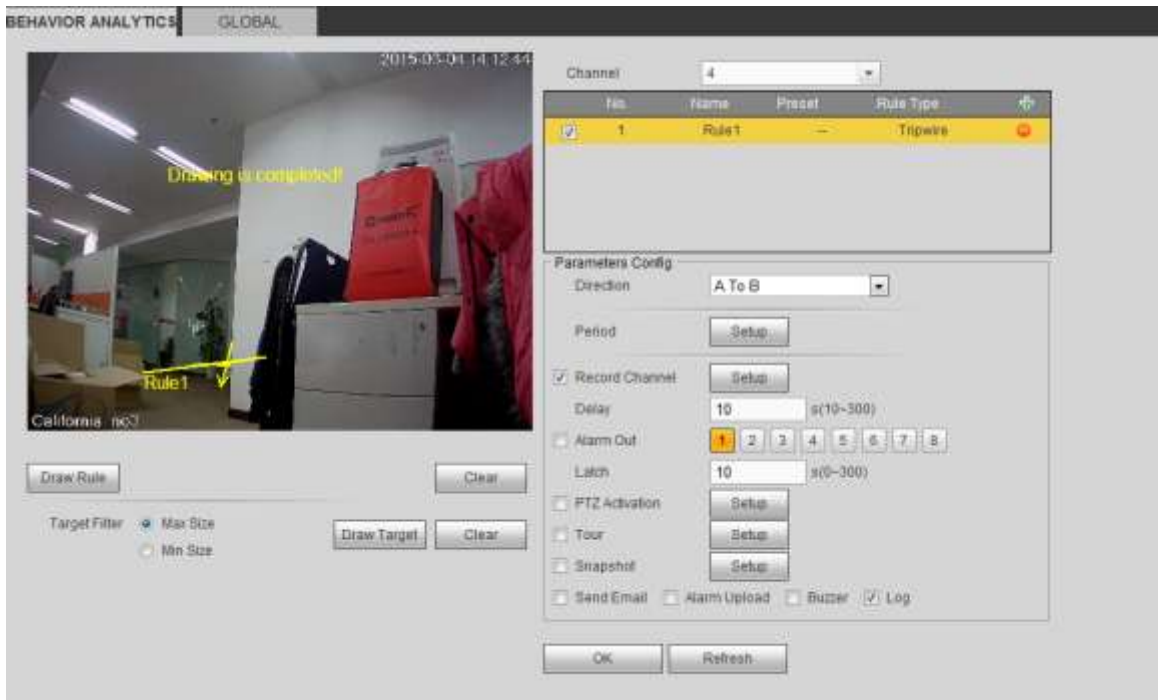 BEHAVIOR ANALYTICS GLOBAL
2015-03-04 14:12:44
Drawing is completed!
Rule1
California no3
Draw Rule Clear
Target Filter Max Size
Min Size
Draw Target Clear
Channel 4
No. Name Preset Rule Type
1 Rule1 -- Tripwire
Parameters Config
Direction A To B
Period Setup
Record Channel Setup
Delay 10 s(10~300)
Alarm Out 1 2 3 4 5 6 7 8
Latch 10 s(0~300)
PTZ Activation Setup
Tour Setup
Snapshot Setup
Send Email Alarm Upload Buzzer Log
OK Refresh